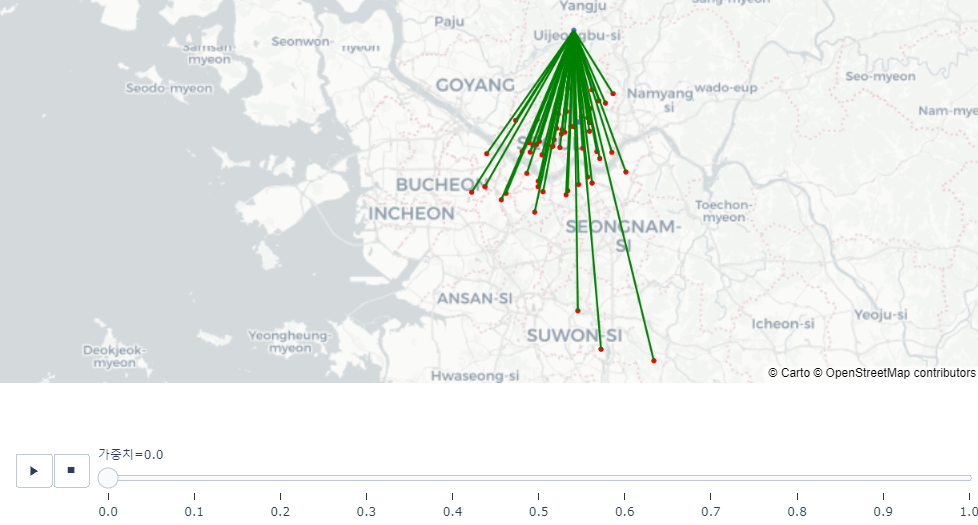 Yangju
Paju
Uijeongbu-si
Seonwon-
myeon
Samsan-
myeon
Seodo-myeon
GOYANG
Seo-myeon
Namyang
si
wado-eup
Nam-mye
BUCHEON
INCHEON
Toechon-
myeon
SEONGNAM-
SI
ANSAN-SI
Icheon-si
Yeoju-si
SUWON-SI
Yeongheung-
myeon
Deokjeok-
myeon
Hwaseong-si
© Carto © OpenStreetMap contributors
가중치=0.0
0.0 0.1 0.2 0.3 0.4 0.5 0.6 0.7 0.8 0.9 1.0